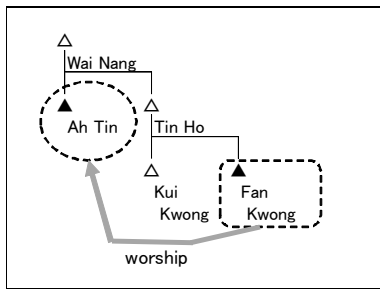 Wai Nang
Ah Tin
Tin Ho
Kui
Kwong
Fan
Kwong
worship